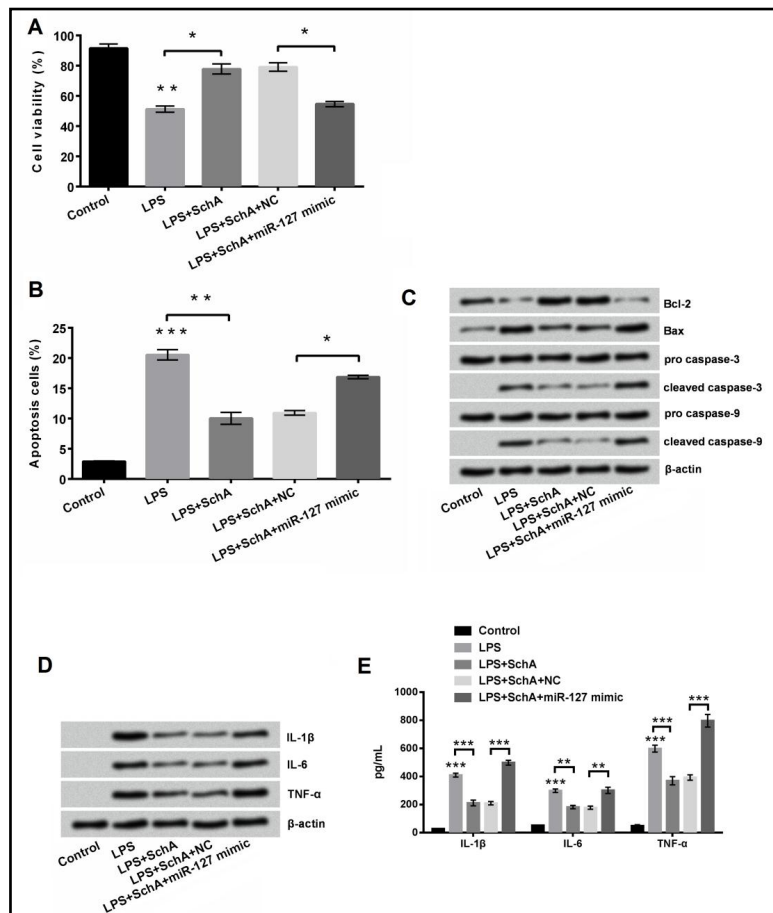 A
Cell viability (%)
100
80
60
40
20
0
*
*
**
Control
LPS
LPS+SchA
LPS+SchA+NC
LPS+SchA+miR-127 mimic
B
Apoptosis cells (%)
25
20
15
10
5
0
**
***
*
Control
LPS
LPS+SchA
LPS+SchA+NC
LPS+SchA+miR-127 mimic
C
Bcl-2
Bax
pro caspase-3
cleaved caspase-3
pro caspase-9
cleaved caspase-9
β-actin
Control
LPS
LPS+SchA
LPS+SchA+NC
LPS+SchA+miR-127 mimic
D
IL-1β
IL-6
TNF-α
β-actin
Control
LPS
LPS+SchA
LPS+SchA+NC
LPS+SchA+miR-127 mimic
E
Control
LPS
LPS+SchA
LPS+SchA+NC
LPS+SchA+miR-127 mimic
pg/mL
1000
800
600
400
200
0
*** ***
***
** **
***
***
***
***
IL-1β
IL-6
TNF-α